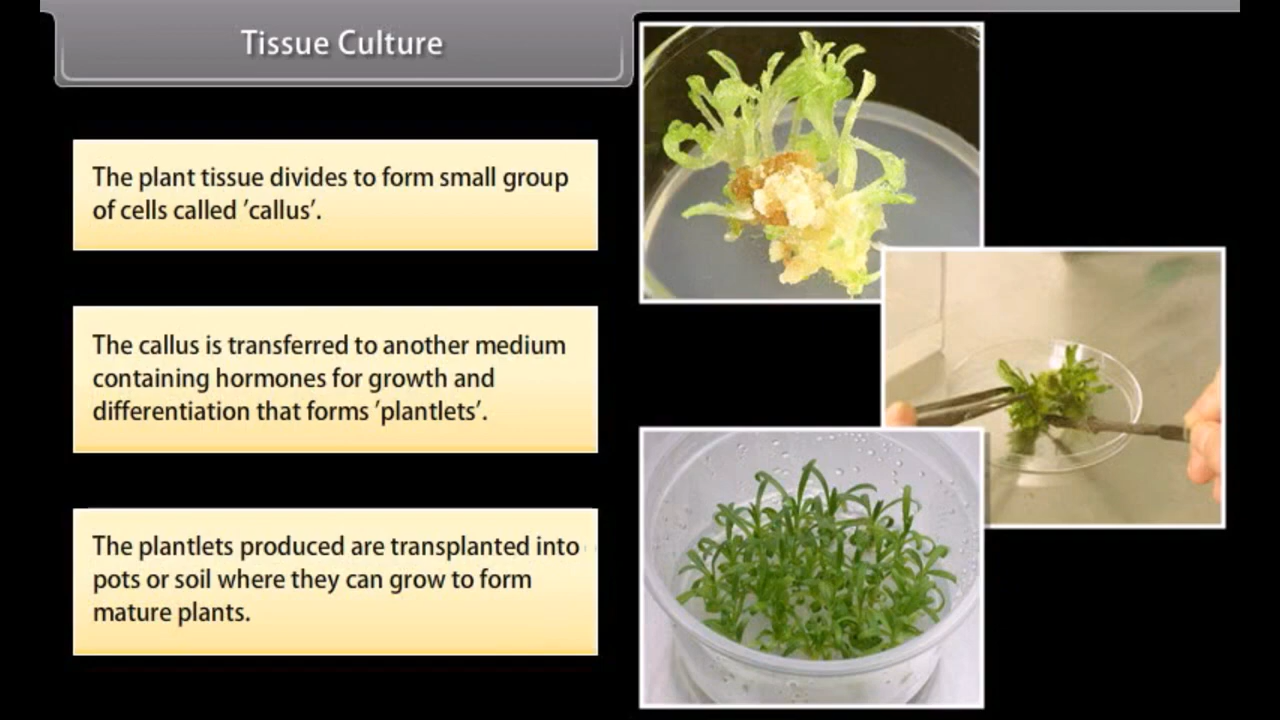 Tissue Culture
The plant tissue divides to form small group
of cells called 'callus'.
The callus is transferred to another medium
containing hormones for growth and
differentiation that forms 'plantlets'.
The plantlets produced are transplanted into
pots or soil where they can grow to form
mature plants.